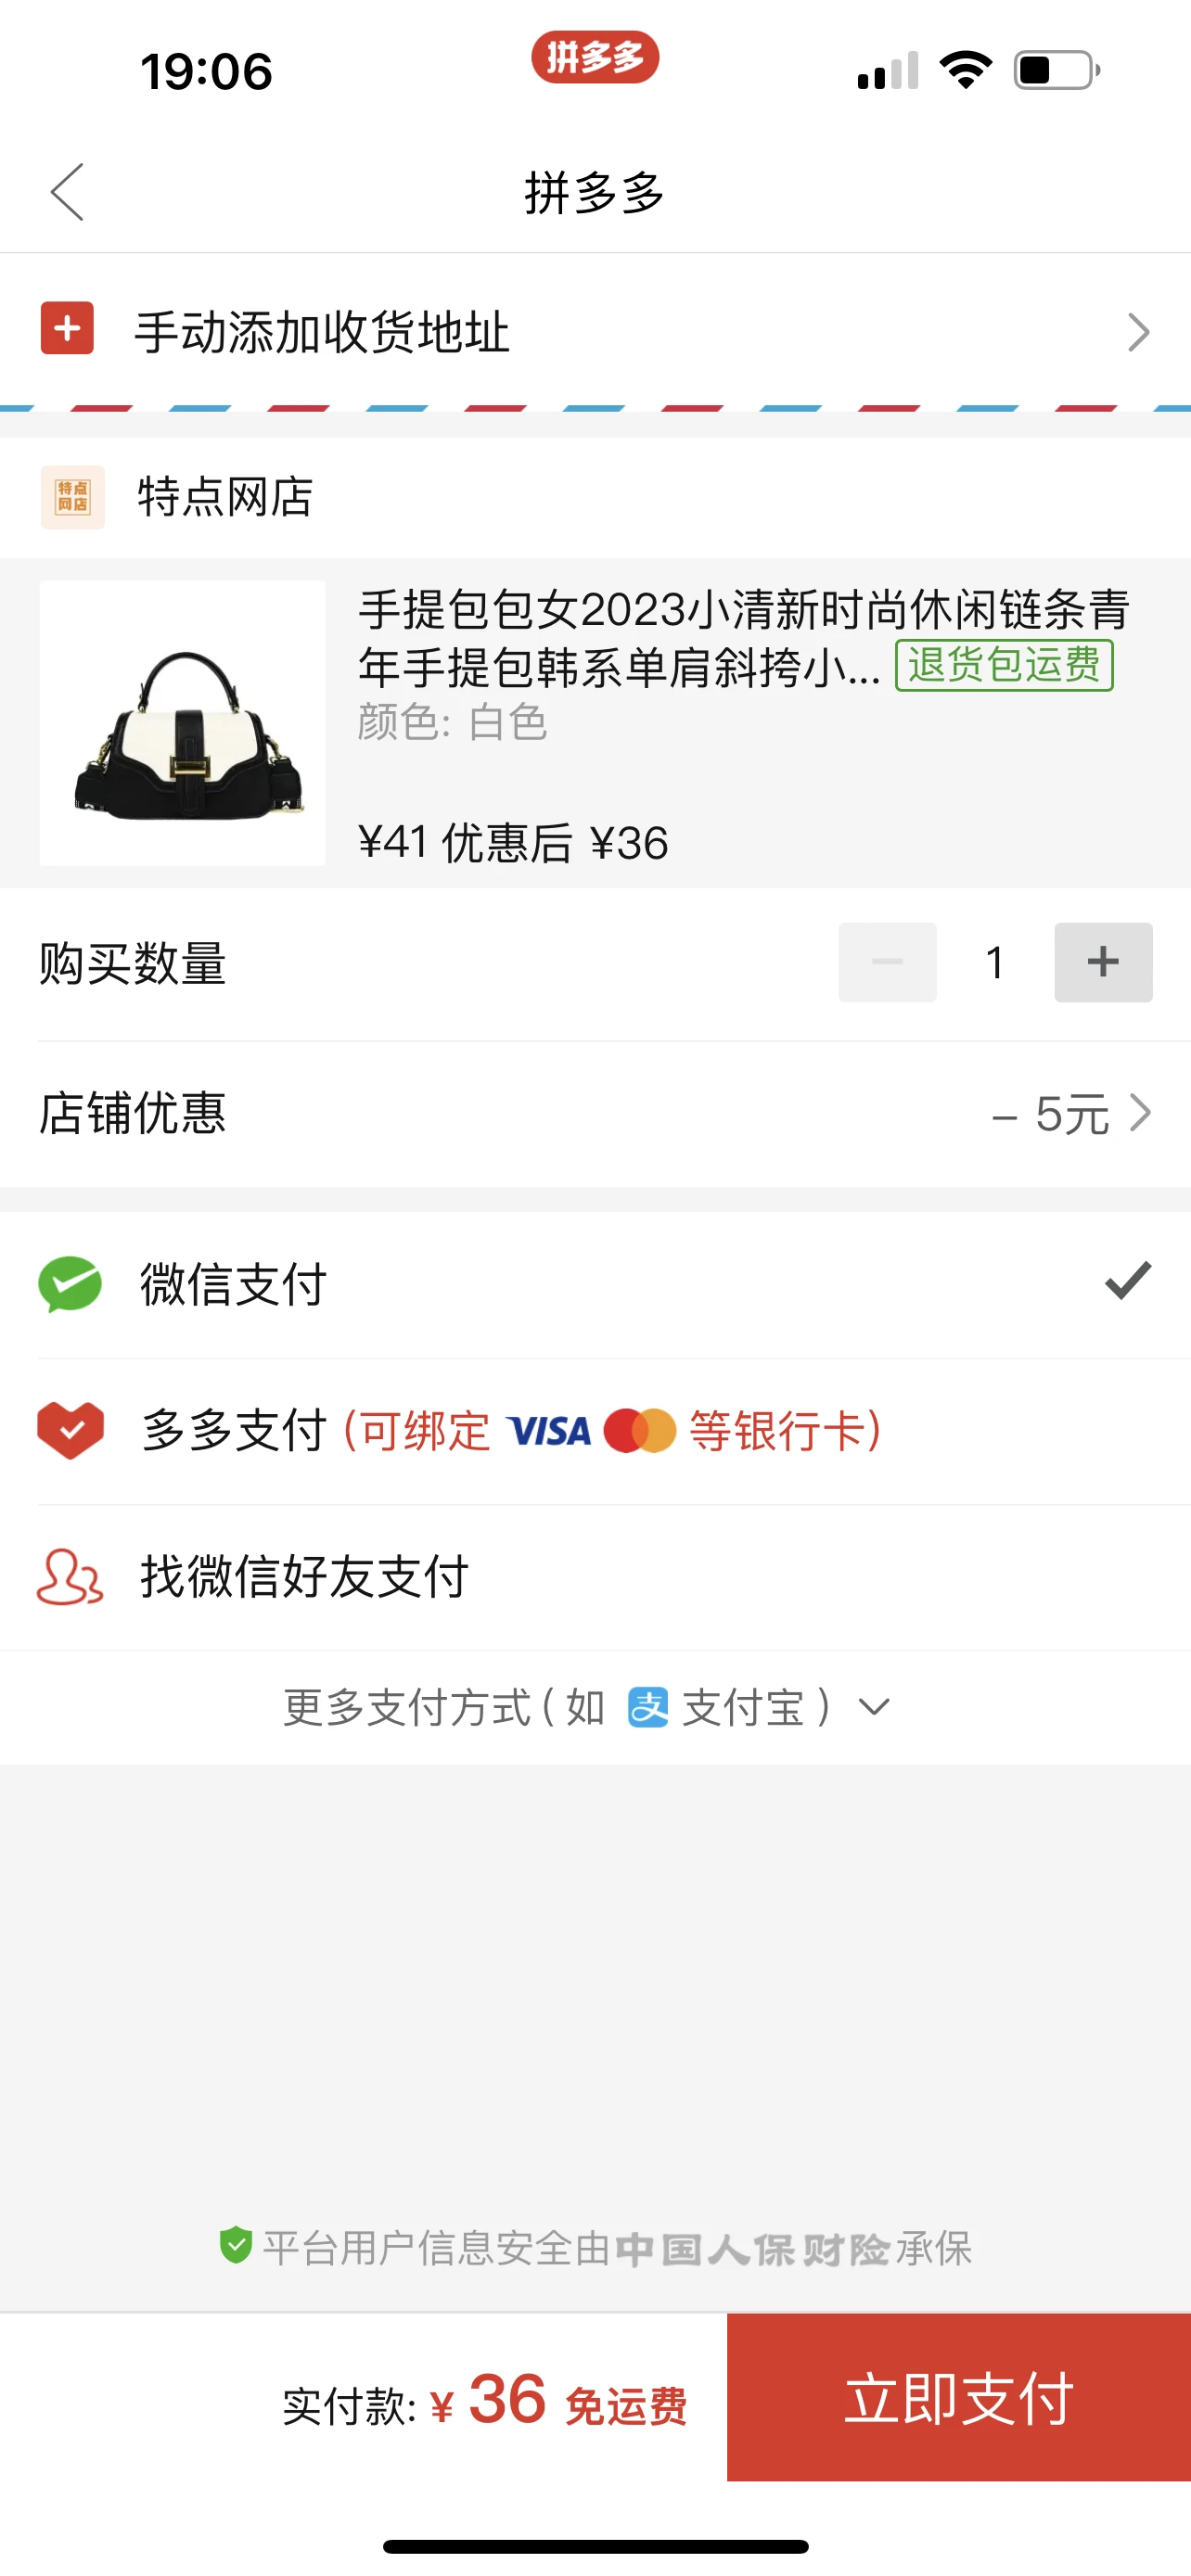 19:06
拼多多
拼多多
手动添加收货地址
特点
网店
特点网店
手提包包女2023小清新时尚休闲链条青
年手提包韩系单肩斜挎小... 退货包运费
颜色: 白色
¥41 优惠后 ¥36
购买数量 － 1 +
店铺优惠 – 5元
微信支付
多多支付 (可绑定 VISA 等银行卡)
找微信好友支付
更多支付方式 ( 如 支 支付宝 )
平台用户信息安全由中国人保财险承保
实付款: ¥ 36 免运费
立即支付